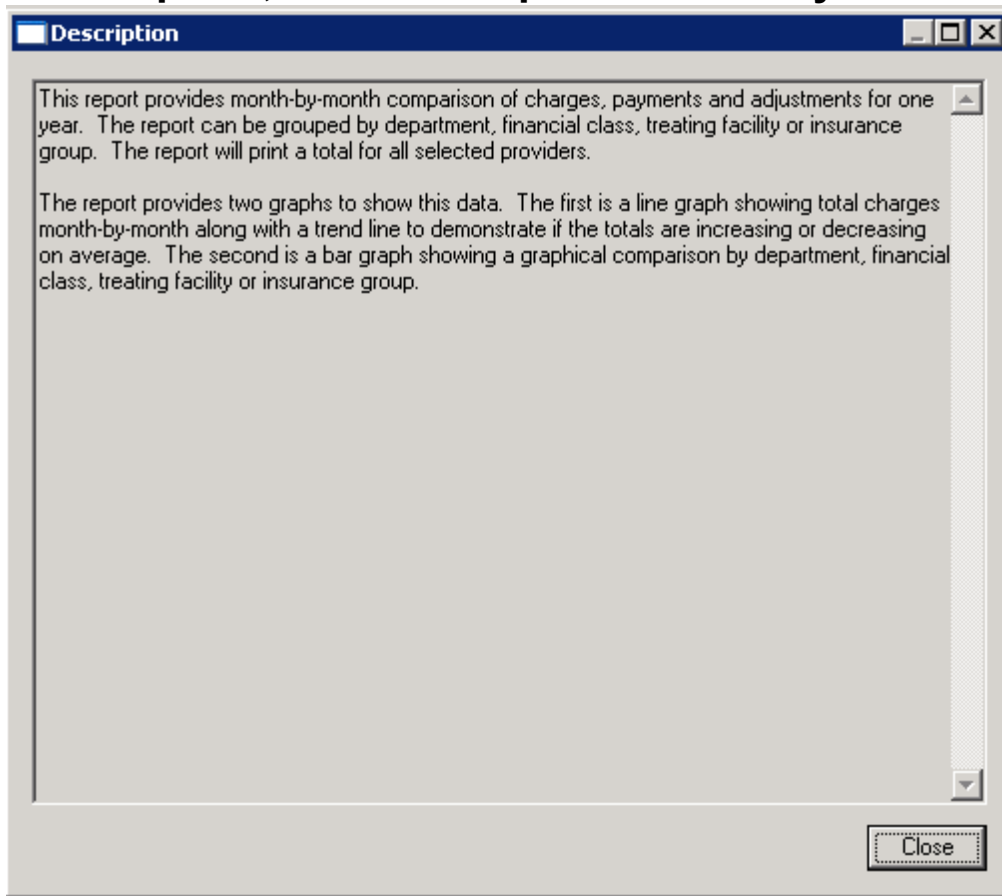 Description
This report provides month-by-month comparison of charges, payments and adjustments for one
year.  The report can be grouped by department, financial class, treating facility or insurance
group.  The report will print a total for all selected providers.
The report provides two graphs to show this data.  The first is a line graph showing total charges
month-by-month along with a trend line to demonstrate if the totals are increasing or decreasing
on average.  The second is a bar graph showing a graphical comparison by department, financial
class, treating facility or insurance group.
Close